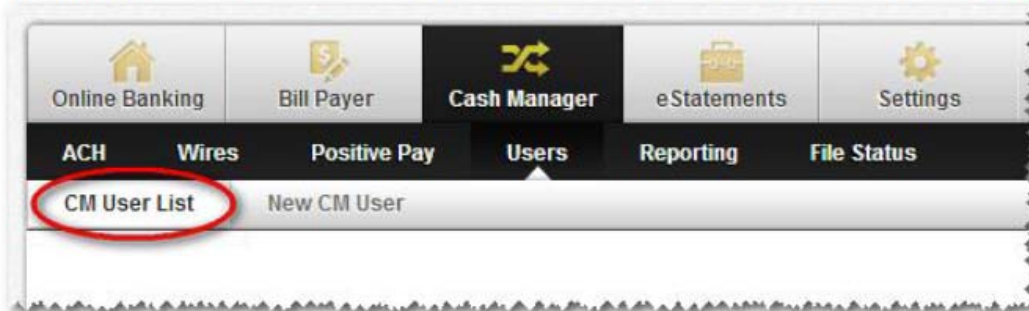 Online Banking Bill Payer Cash Manager eStatements Settings
ACH Wires Positive Pay Users Reporting File Status
CM User List New CM User